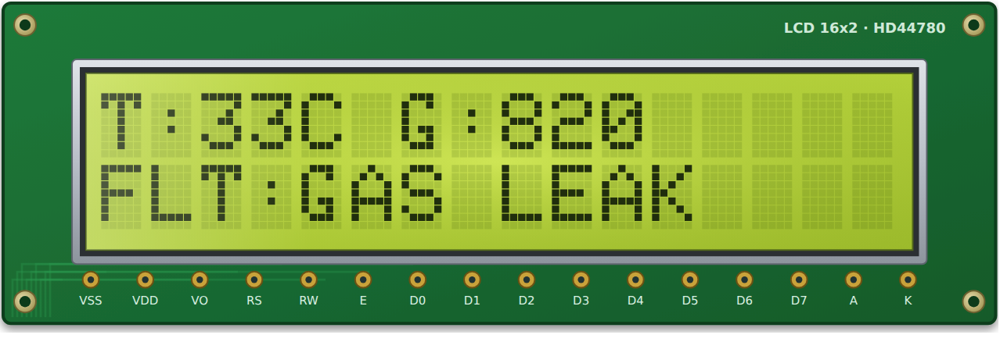 LCD 16x2 · HD44780
T:33C G:820
FLT:GAS LEAK
VSS VDD VO RS RW E D0 D1 D2 D3 D4 D5 D6 D7 A K